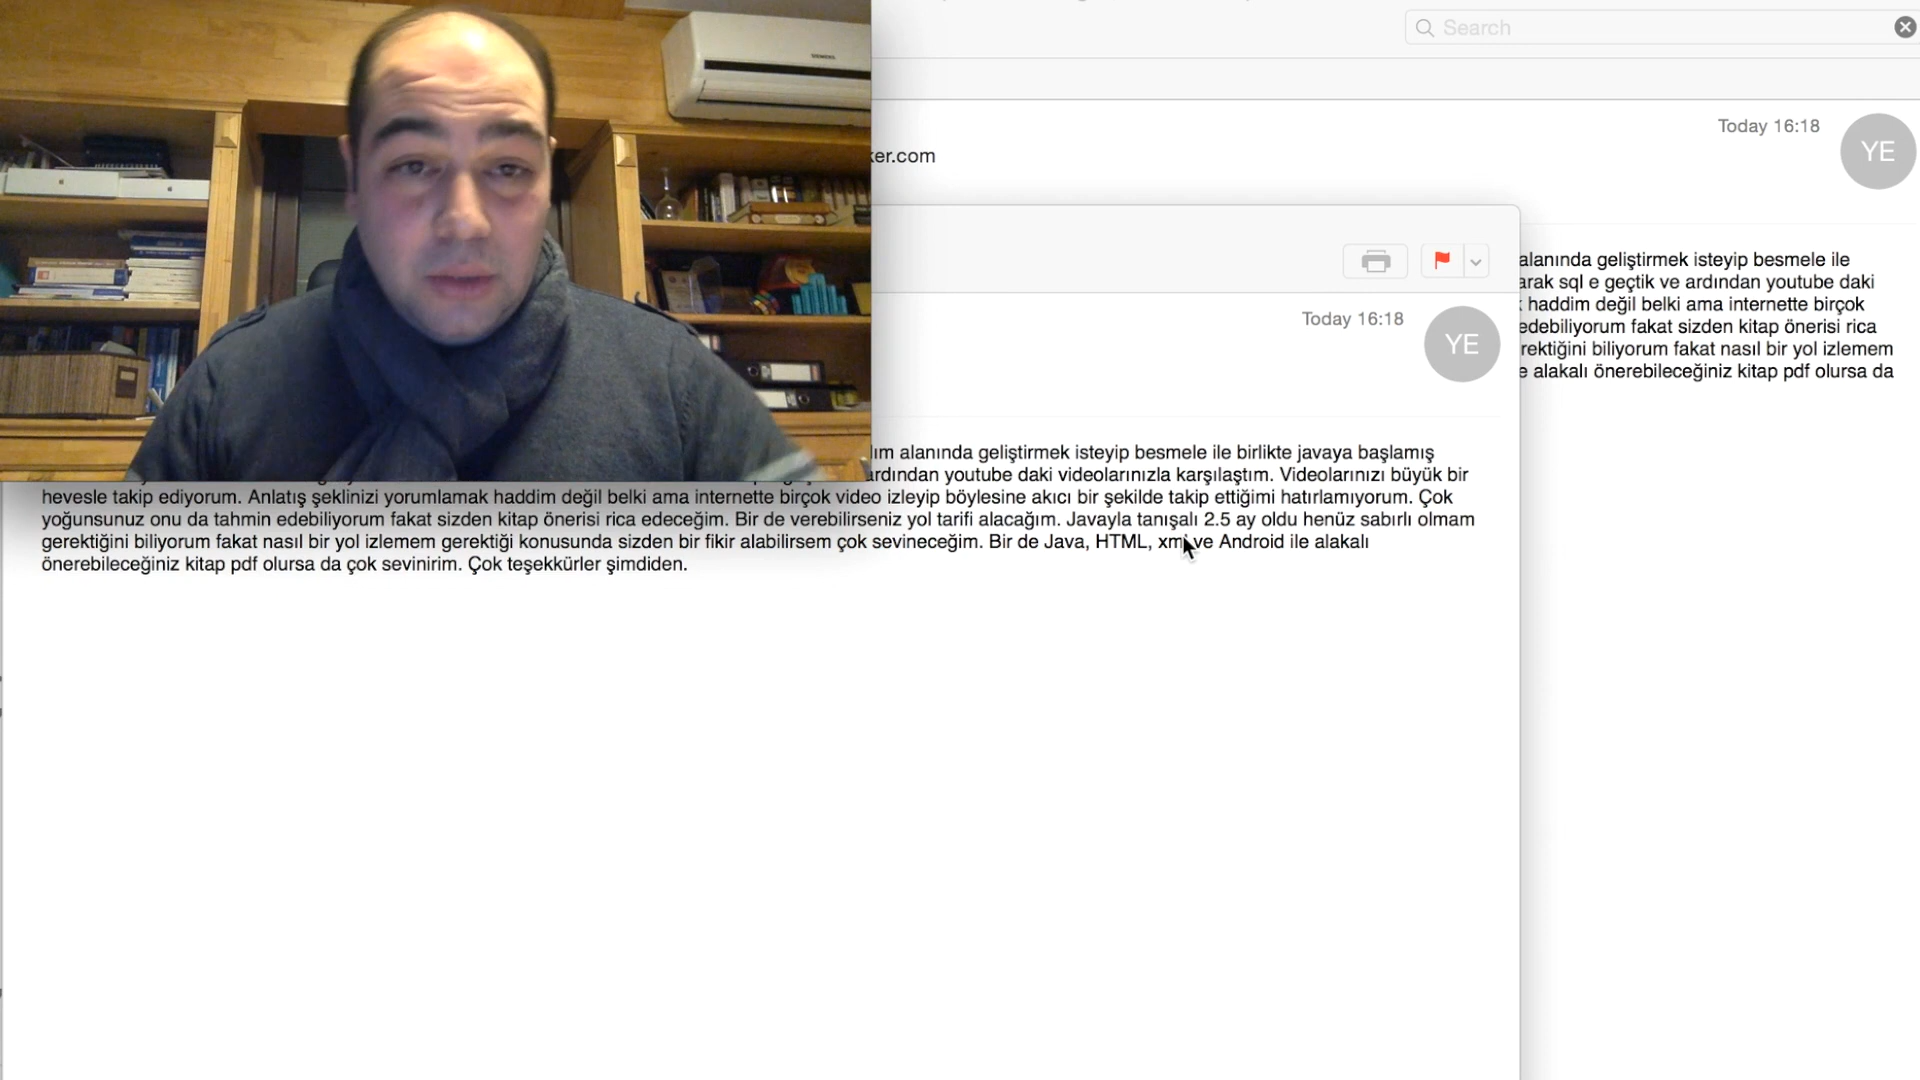 Search
Today 16:18
YE
ker.com
alanında geliştirmek isteyip besmele ile
arak sql e geçtik ve ardından youtube daki
haddim değil belki ama internette birçok
edebiliyorum fakat sizden kitap önerisi rica
rektiğini biliyorum fakat nasıl bir yol izlemem
e alakalı önerebileceğiniz kitap pdf olursa da
Today 16:18
YE
lım alanında geliştirmek isteyip besmele ile birlikte javaya başlamış
ardından youtube daki videolarınızla karşılaştım. Videolarınızı büyük bir
hevesle takip ediyorum. Anlatış şeklinizi yorumlamak haddim değil belki ama internette birçok video izleyip böylesine akıcı bir şekilde takip ettiğimi hatırlamıyorum. Çok
yoğunsunuz onu da tahmin edebiliyorum fakat sizden kitap önerisi rica edeceğim. Bir de verebilirseniz yol tarifi alacağım. Javayla tanışalı 2.5 ay oldu henüz sabırlı olmam
gerektiğini biliyorum fakat nasıl bir yol izlemem gerektiği konusunda sizden bir fikir alabilirsem çok sevineceğim. Bir de Java, HTML, xml ve Android ile alakalı
önerebileceğiniz kitap pdf olursa da çok sevinirim. Çok teşekkürler şimdiden.